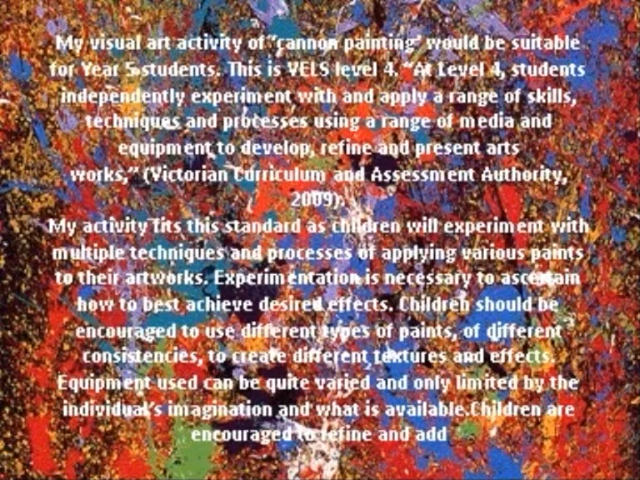 My visual art activity of "cannon painting" would be suitable
for Year 5 students. This is VELS level 4. "At Level 4, students
independently experiment with and apply a range of skills,
techniques and processes using a range of media and
equipment to develop, refine and present arts
works," (Victorian Curriculum and Assessment Authority,
2009).
My activity fits this standard as children will experiment with
multiple techniques and processes of applying various paints
to their artworks. Experimentation is necessary to ascertain
how to best achieve desired effects. Children should be
encouraged to use different types of paints, of different
consistencies, to create different textures and effects.
Equipment used can be quite varied and only limited by the
individual's imagination and what is available.Children are
encouraged to refine and add